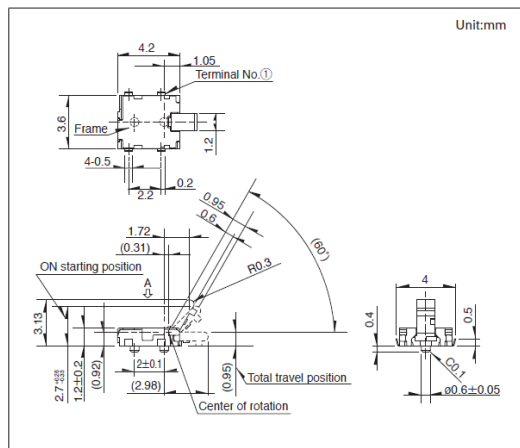 Unit:mm
4.2
1.05
Terminal No.①
3.6
Frame
1.2
4-0.5
0.2
2.2
0.95
0.6
1.72
(0.31)
(60°)
R0.3
ON starting position
A
4
3.13
2.7
1.2±0.2
(0.92)
2±0.1
(2.98)
(0.95)
Total travel position
Center of rotation
0.4
0.5
C0.1
ø0.6±0.05